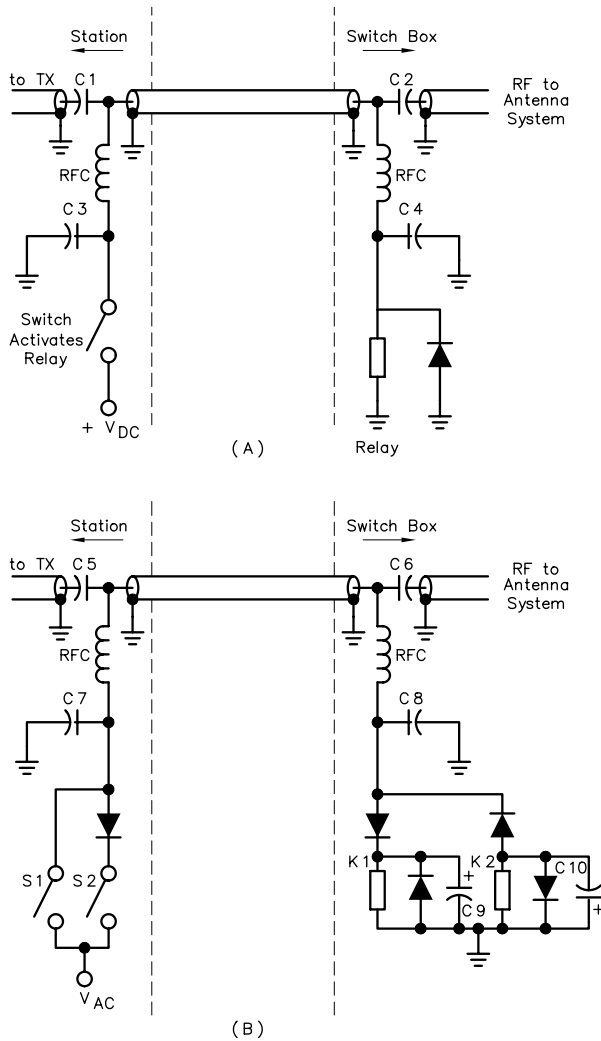 Station
Switch Box
to TX
C1
C2
RF to
Antenna
System
RFC
RFC
C3
C4
Switch
Activates
Relay
+ VDC
Relay
(A)
Station
Switch Box
to TX
C5
C6
RF to
Antenna
System
RFC
RFC
C7
C8
S1
S2
K1
+
C9
K2
C10
+
VAC
(B)